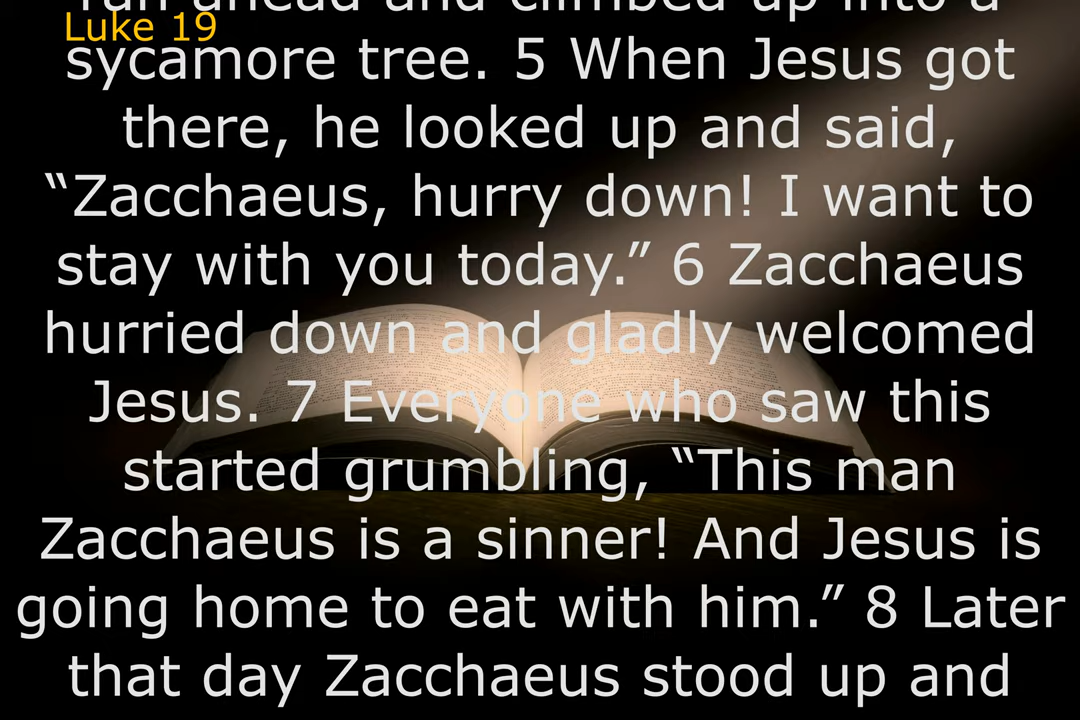 ran ahead and climbed up into a
Luke 19
sycamore tree. 5 When Jesus got
there, he looked up and said,
“Zacchaeus, hurry down! I want to
stay with you today.” 6 Zacchaeus
hurried down and gladly welcomed
Jesus. 7 Everyone who saw this
started grumbling, “This man
Zacchaeus is a sinner! And Jesus is
going home to eat with him.” 8 Later
that day Zacchaeus stood up and